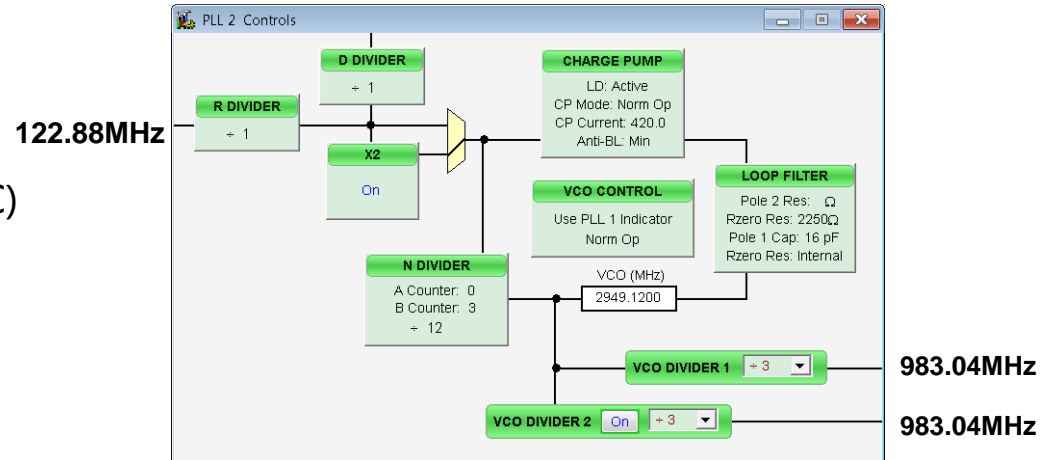 PLL 2 Controls
D DIVIDER
÷ 1
R DIVIDER
÷ 1
122.88MHz
X2
On
CHARGE PUMP
LD: Active
CP Mode: Norm Op
CP Current: 420.0
Anti-BL: Min
VCO CONTROL
Use PLL 1 Indicator
Norm Op
LOOP FILTER
Pole 2 Res: Ω
Rzero Res: 2250Ω
Pole 1 Cap: 16 pF
Rzero Res: Internal
N DIVIDER
A Counter: 0
B Counter: 3
÷ 12
VCO (MHz)
2949.1200
VCO DIVIDER 1 ÷ 3
983.04MHz
VCO DIVIDER 2 On ÷ 3
983.04MHz